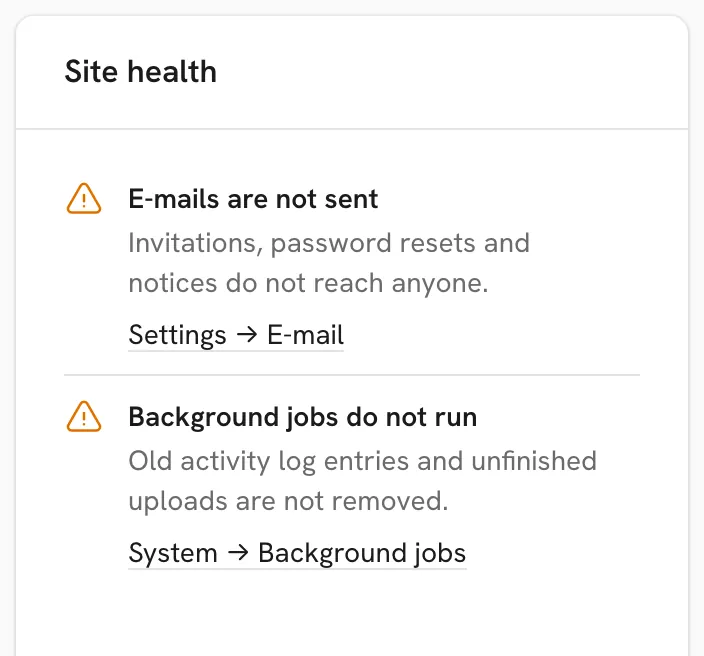 Site health
E-mails are not sent
Invitations, password resets and
notices do not reach anyone.
Settings → E-mail
Background jobs do not run
Old activity log entries and unfinished
uploads are not removed.
System → Background jobs